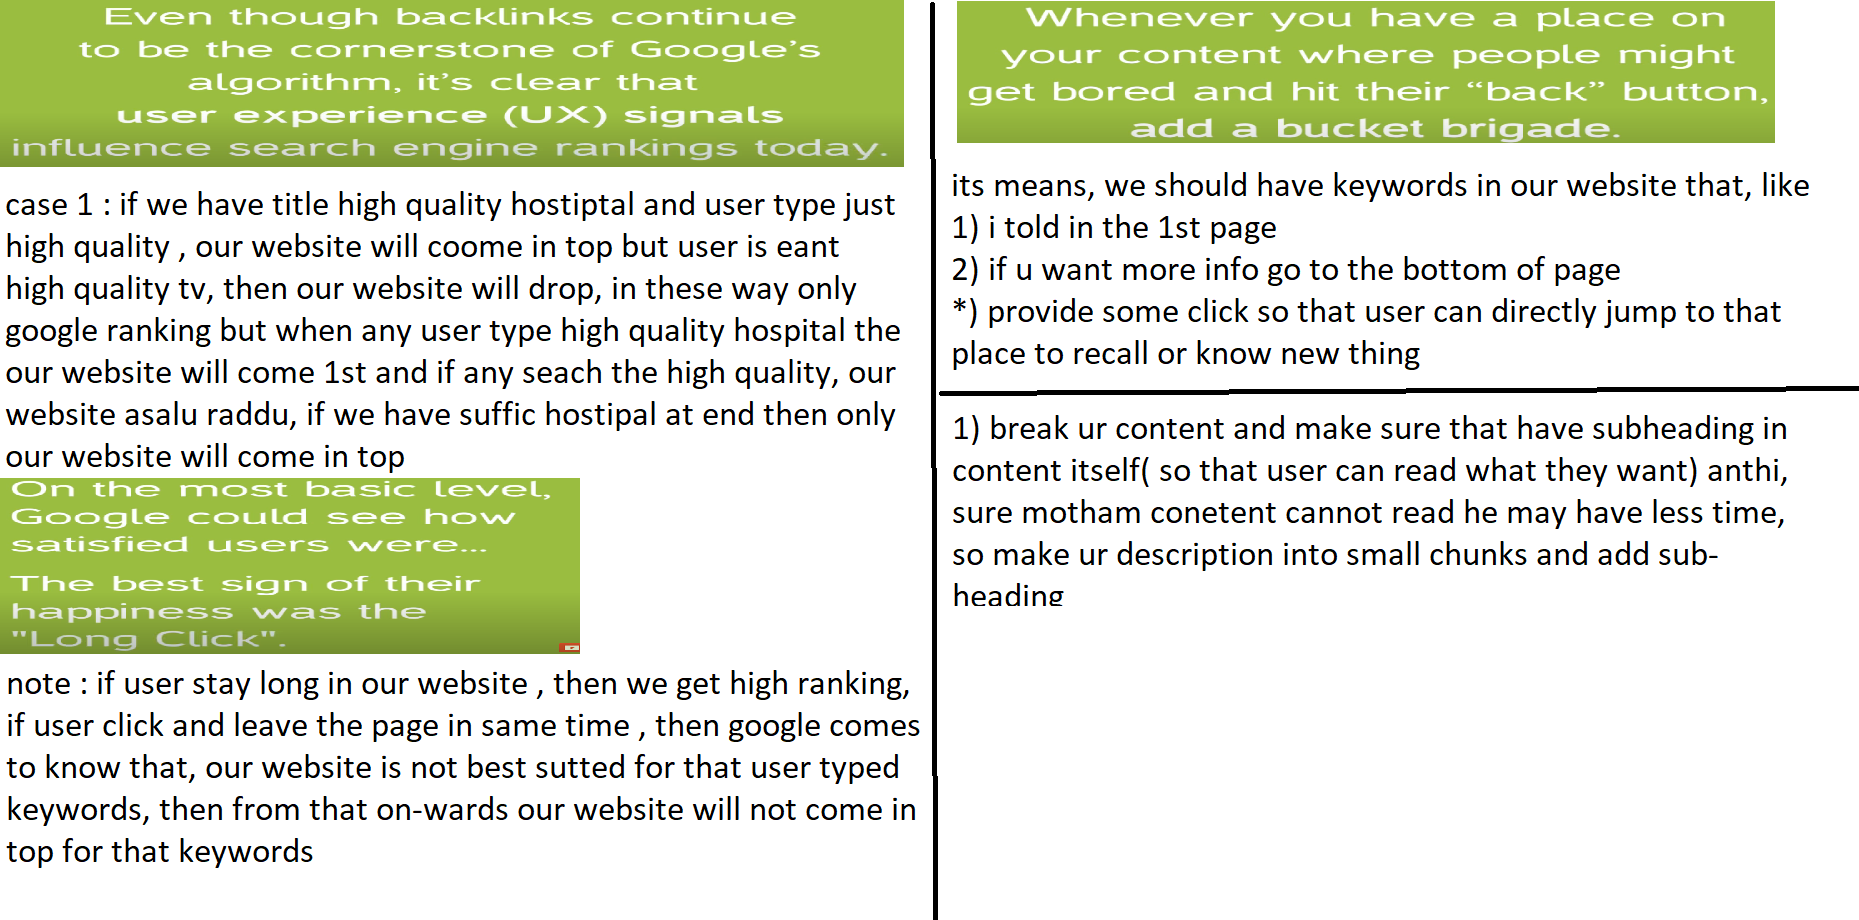 Even though backlinks continue
to be the cornerstone of Google’s
algorithm, it’s clear that
user experience (UX) signals
influence search engine rankings today.
case 1 : if we have title high quality hostiptal and user type just
high quality , our website will coome in top but user is eant
high quality tv, then our website will drop, in these way only
google ranking but when any user type high quality hospital the
our website will come 1st and if any seach the high quality, our
website asalu raddu, if we have suffic hostipal at end then only
our website will come in top
On the most basic level,
Google could see how
satisfied users were...
The best sign of their
happiness was the
"Long Click".
note : if user stay long in our website , then we get high ranking,
if user click and leave the page in same time , then google comes
to know that, our website is not best sutted for that user typed
keywords, then from that on-wards our website will not come in
top for that keywords
Whenever you have a place on
your content where people might
get bored and hit their “back” button,
add a bucket brigade.
its means, we should have keywords in our website that, like
1) i told in the 1st page
2) if u want more info go to the bottom of page
*) provide some click so that user can directly jump to that
place to recall or know new thing
1) break ur content and make sure that have subheading in
content itself( so that user can read what they want) anthi,
sure motham conetent cannot read he may have less time,
so make ur description into small chunks and add sub-
heading